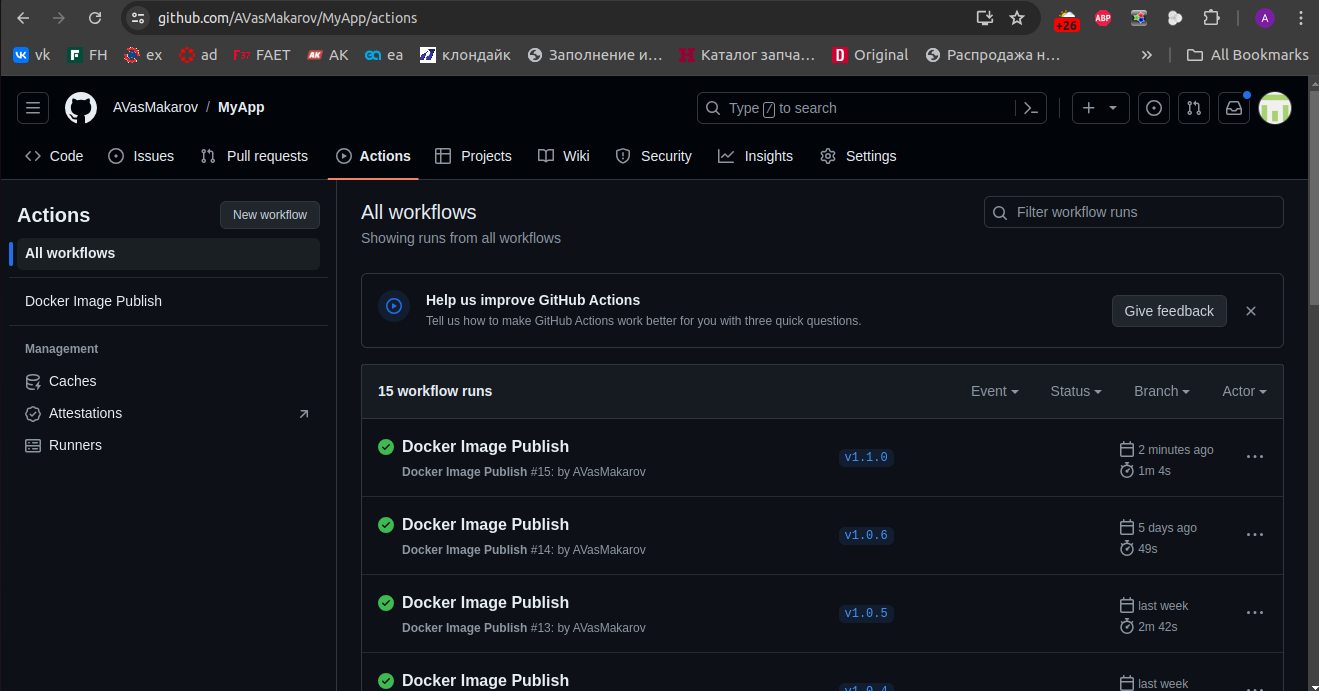 github.com/AVasMakarov/MyApp/actions
+26
ABP
A
vk FH ex ad FAET AK ea клондайк Заполнение и... Каталог запча... Original Распродажа н... » All Bookmarks
AVasMakarov / MyApp
Type / to search
Code Issues Pull requests Actions Projects Wiki Security Insights Settings
Actions
New workflow
All workflows
Docker Image Publish
Management
Caches
Attestations
Runners
All workflows
Showing runs from all workflows
Filter workflow runs
Help us improve GitHub Actions
Tell us how to make GitHub Actions work better for you with three quick questions.
Give feedback
15 workflow runs
Event Status Branch Actor
Docker Image Publish
Docker Image Publish #15: by AVasMakarov
v1.1.0
2 minutes ago
1m 4s
Docker Image Publish
Docker Image Publish #14: by AVasMakarov
v1.0.6
5 days ago
49s
Docker Image Publish
Docker Image Publish #13: by AVasMakarov
v1.0.5
last week
2m 42s
Docker Image Publish
v1.0.4
last week